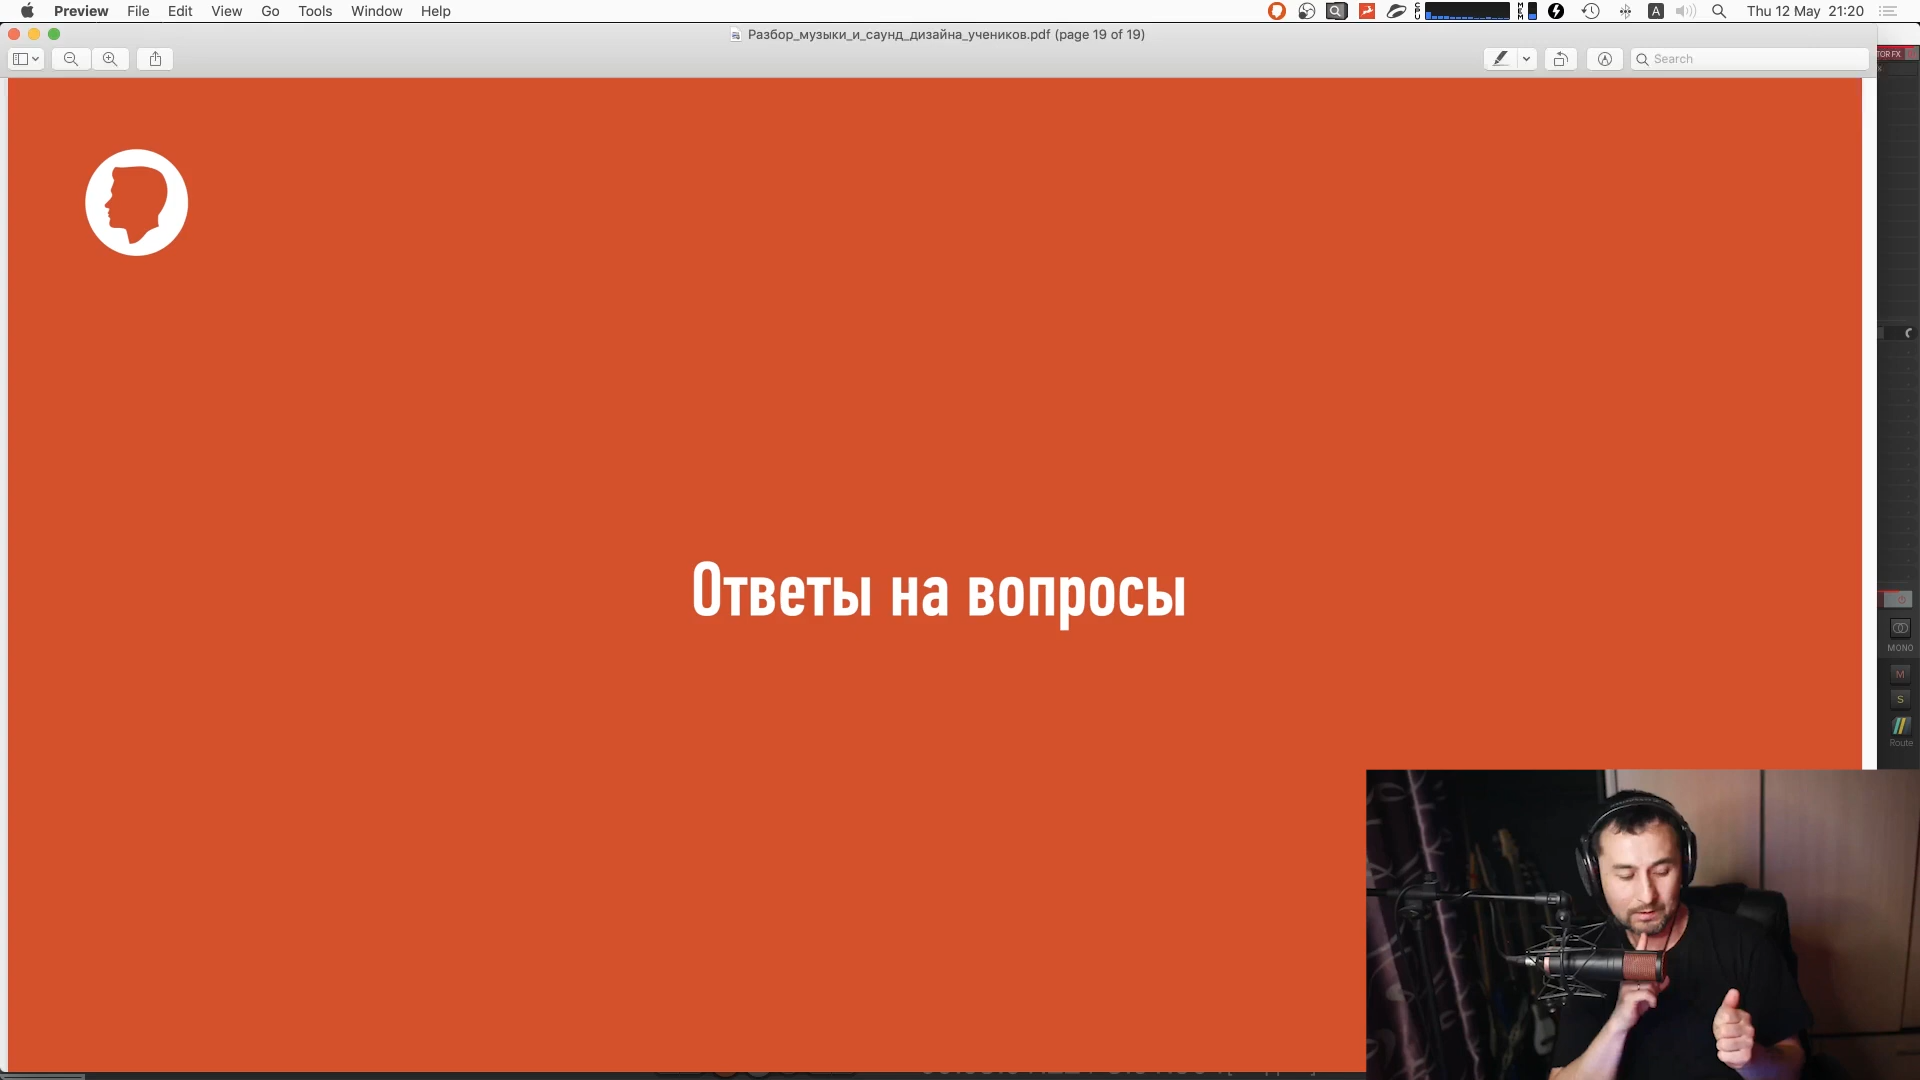 Preview File Edit View Go Tools Window Help
Thu 12 May 21:20
Разбор_музыки_и_саунд_дизайна_учеников.pdf (page 19 of 19)
Search
Ответы на вопросы
MONO
M
S
Route